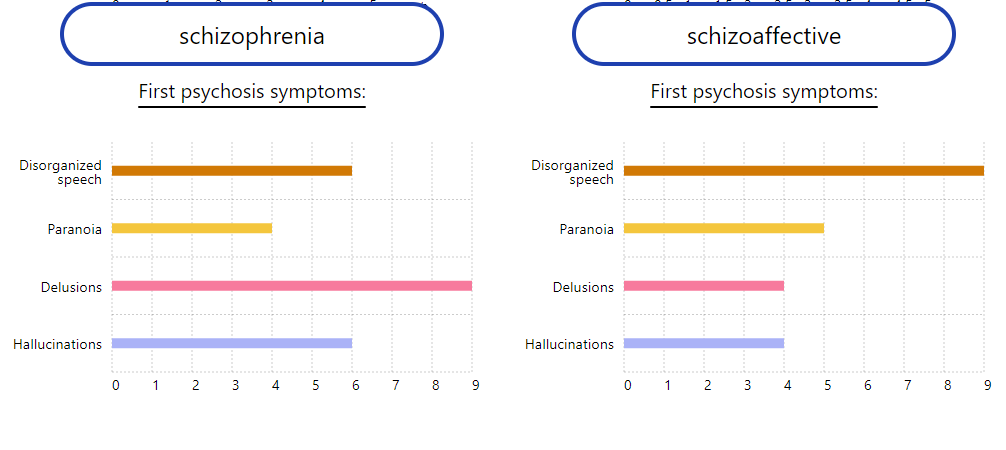 schizophrenia
First psychosis symptoms:
Disorganized
speech
Paranoia
Delusions
Hallucinations
0 1 2 3 4 5 6 7 8 9
schizoaffective
First psychosis symptoms:
Disorganized
speech
Paranoia
Delusions
Hallucinations
0 1 2 3 4 5 6 7 8 9